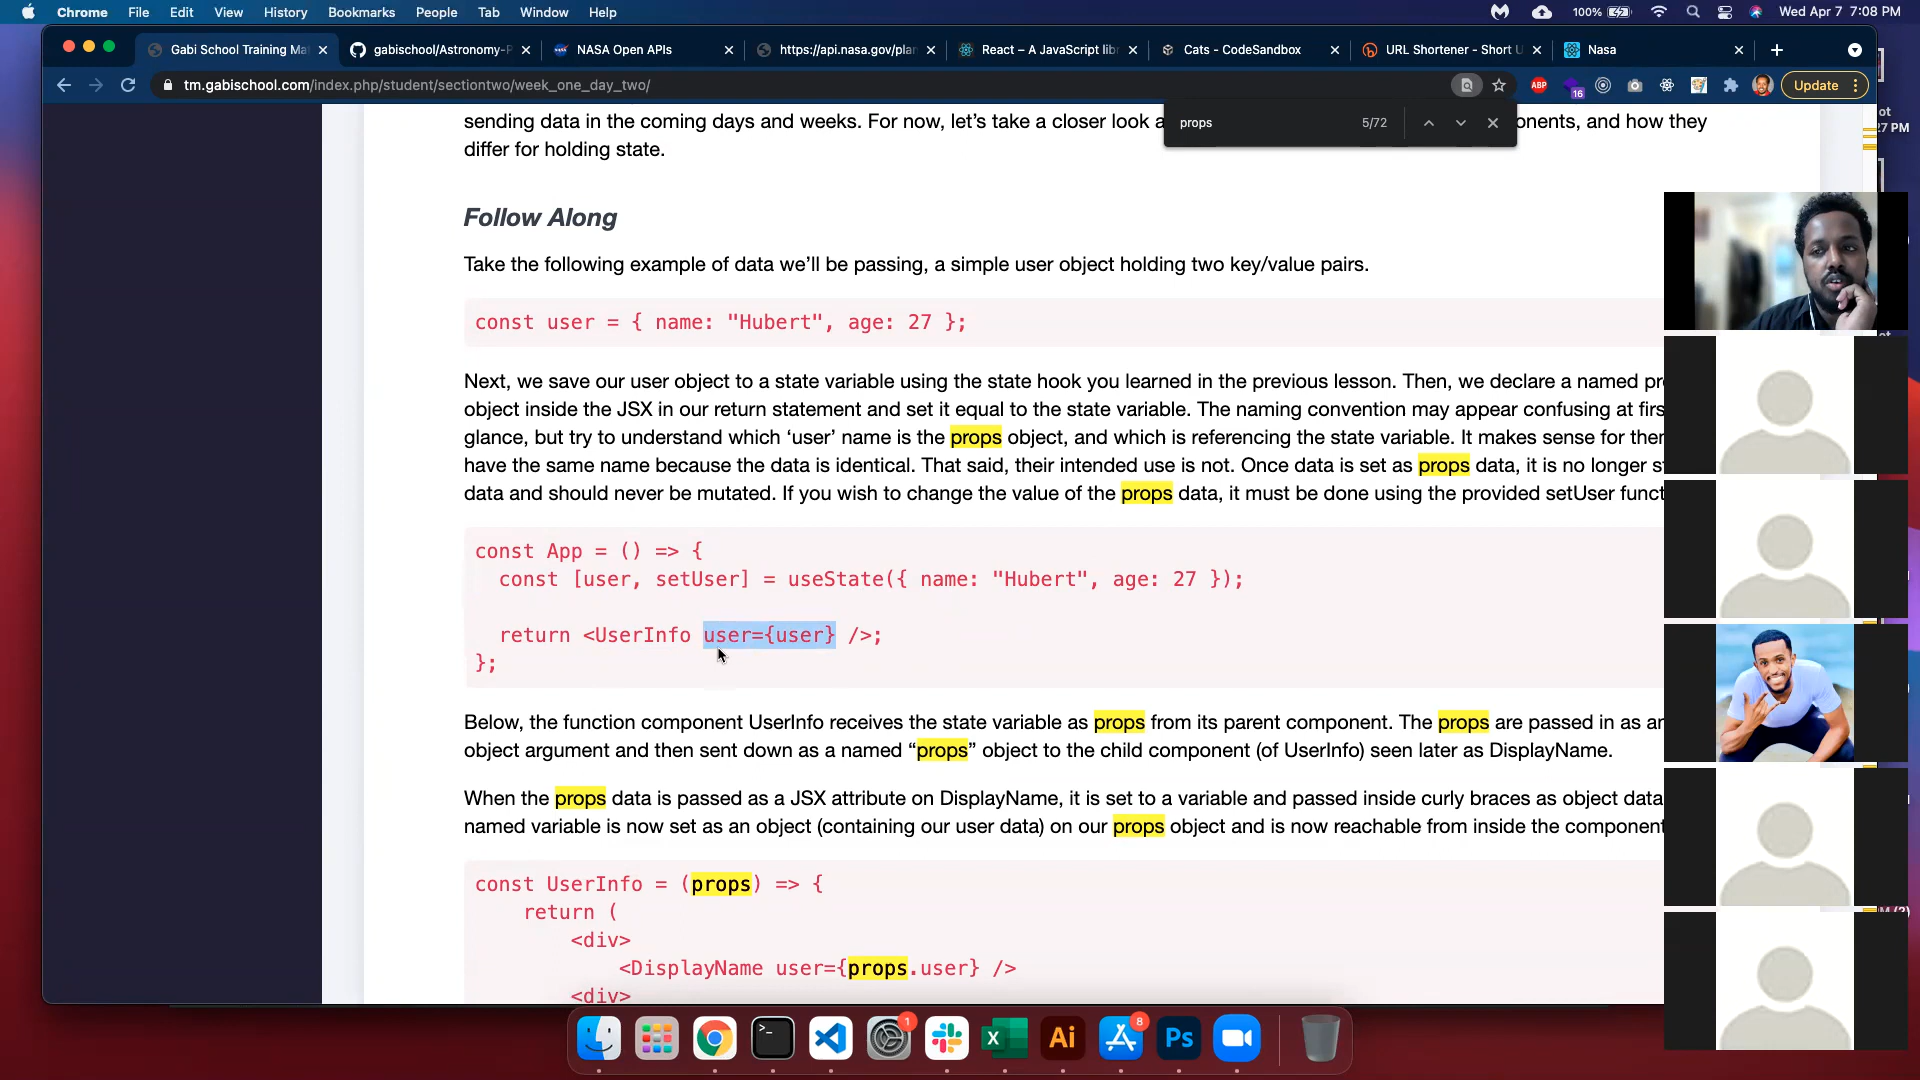 Chrome File Edit View History Bookmarks People Tab Window Help
100% Wed Apr 7 7:08 PM
Gabi School Training Ma
gabischool/Astronomy-P
NASA Open APIs
https://api.nasa.gov/plan
React – A JavaScript lib
Cats - CodeSandbox
URL Shortener - Short U
Nasa
tm.gabischool.com/index.php/student/sectiontwo/week_one_day_two/
ABP
16
Update
props 5/72
ot
27 PM
sending data in the coming days and weeks. For now, let’s take a closer look a
onents, and how they
differ for holding state.
Follow Along
Take the following example of data we’ll be passing, a simple user object holding two key/value pairs.
const user = { name: "Hubert", age: 27 };
Next, we save our user object to a state variable using the state hook you learned in the previous lesson. Then, we declare a named pr
object inside the JSX in our return statement and set it equal to the state variable. The naming convention may appear confusing at firs
glance, but try to understand which ‘user’ name is the props object, and which is referencing the state variable. It makes sense for ther
have the same name because the data is identical. That said, their intended use is not. Once data is set as props data, it is no longer s
data and should never be mutated. If you wish to change the value of the props data, it must be done using the provided setUser funct
const App = () => {
const [user, setUser] = useState({ name: "Hubert", age: 27 });
return <UserInfo user={user} />;
};
Below, the function component UserInfo receives the state variable as props from its parent component. The props are passed in as an
object argument and then sent down as a named “props” object to the child component (of UserInfo) seen later as DisplayName.
When the props data is passed as a JSX attribute on DisplayName, it is set to a variable and passed inside curly braces as object data
named variable is now set as an object (containing our user data) on our props object and is now reachable from inside the component
const UserInfo = (props) => {
return (
<div>
<DisplayName user={props.user} />
<div>
1
X
Ai
8
Ps